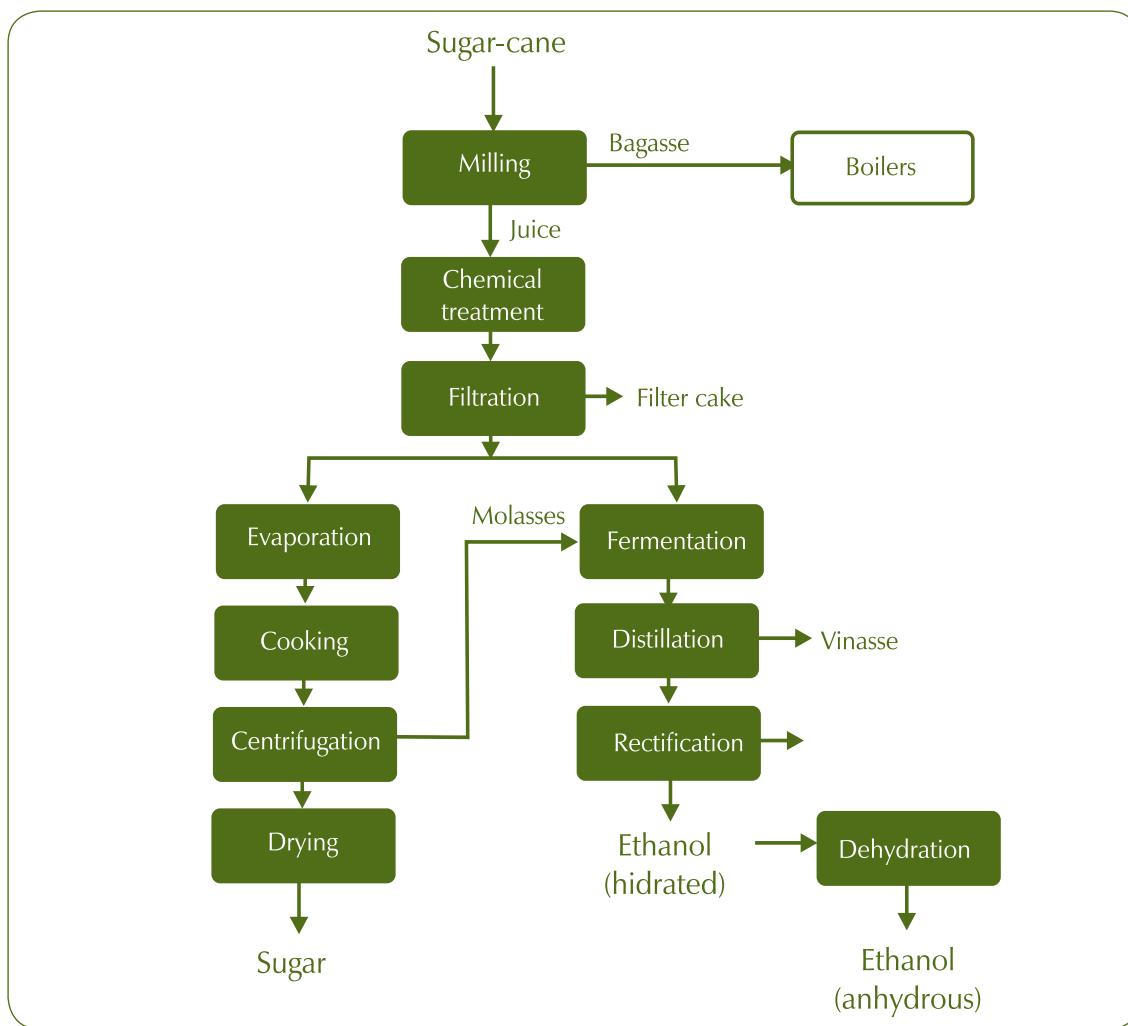 Sugar-cane
Milling
Bagasse
Boilers
Juice
Chemical
treatment
Filtration
Filter cake
Evaporation
Molasses
Fermentation
Cooking
Distillation
Vinasse
Centrifugation
Rectification
Drying
Ethanol
(hidrated)
Dehydration
Sugar
Ethanol
(anhydrous)